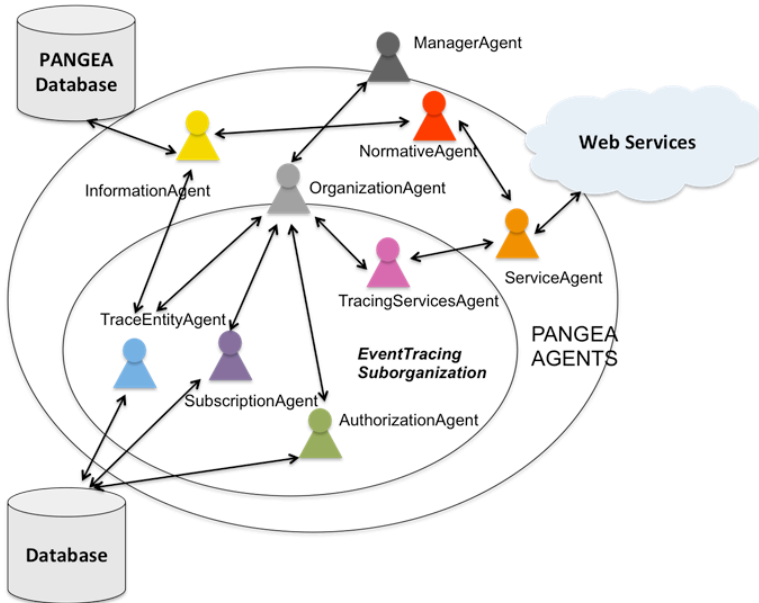 ManagerAgent
PANGEA
Database
Web Services
NormativeAgent
InformationAgent
OrganizationAgent
ServiceAgent
TracingServicesAgent
TraceEntityAgent
PANGEA
AGENTS
EventTracing
Suborganization
SubscriptionAgent
AuthorizationAgent
Database